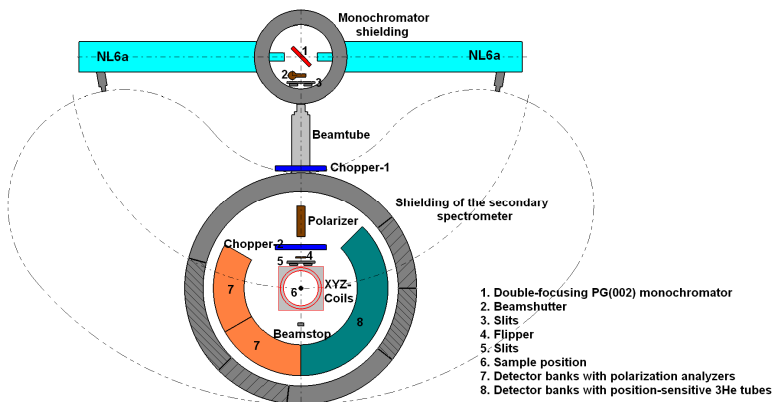 Monochromator
shielding
NL6a
NL6a
1
2
3
Beamtube
Chopper-1
Shielding of the secondary
spectrometer
Polarizer
Chopper-2
4
5
XYZ-
Coils
6
7
8
Beamstop
7
1. Double-focusing PG(002) monochromator
2. Beamshutter
3. Slits
4. Flipper
5. Slits
6. Sample position
7. Detector banks with polarization analyzers
8. Detector banks with position-sensitive 3He tubes